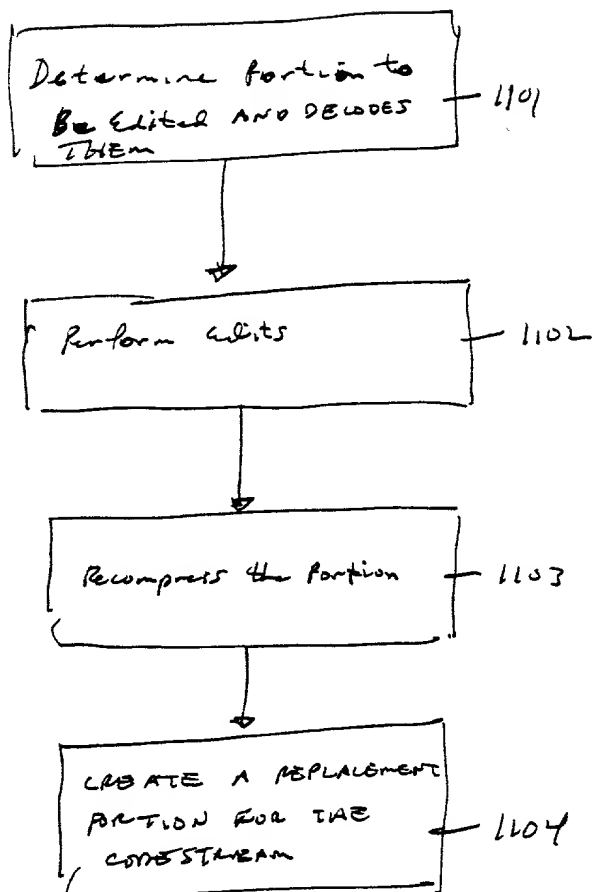 Determine Portion to
Be Edited AND DECODES
THEM
1101
Perform edits
1102
Recompress the Portion
1103
CREATE A REPLACEMENT
PORTION FOR THE
CODESTREAM
1104